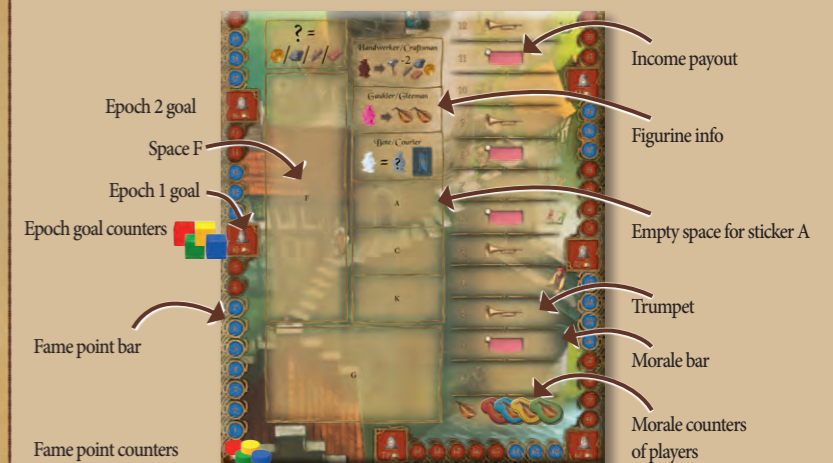 ? =
Handwerker/Craftsman
-2
Gaukler/Gleeman
Bote/Courier
= ?
F
A
C
K
G
11
Epoch 2 goal
Space F
Epoch 1 goal
Epoch goal counters
Fame point bar
Fame point counters
Income payout
Figurine info
Empty space for sticker A
Trumpet
Morale bar
Morale counters
of players